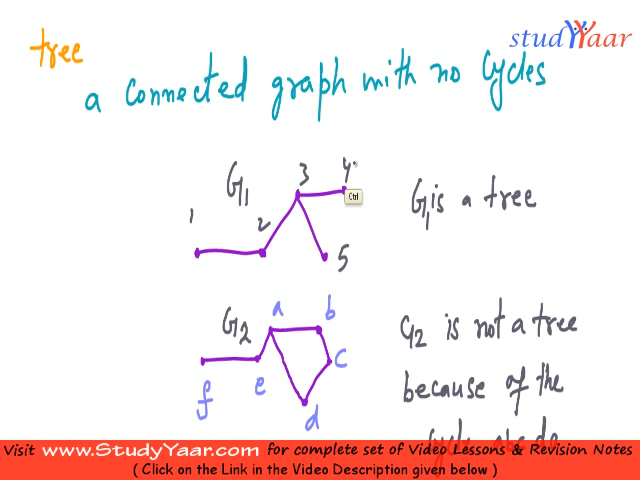 tree
studYYaar
a connected graph with no cycles
G1
3
4
Ctrl
1
2
5
G1 is a tree
G2
a
b
c
d
e
f
G2 is not a tree
because of the
Visit www.StudyYaar.com for complete set of Video Lessons & Revision Notes
( Click on the Link in the Video Description given below )